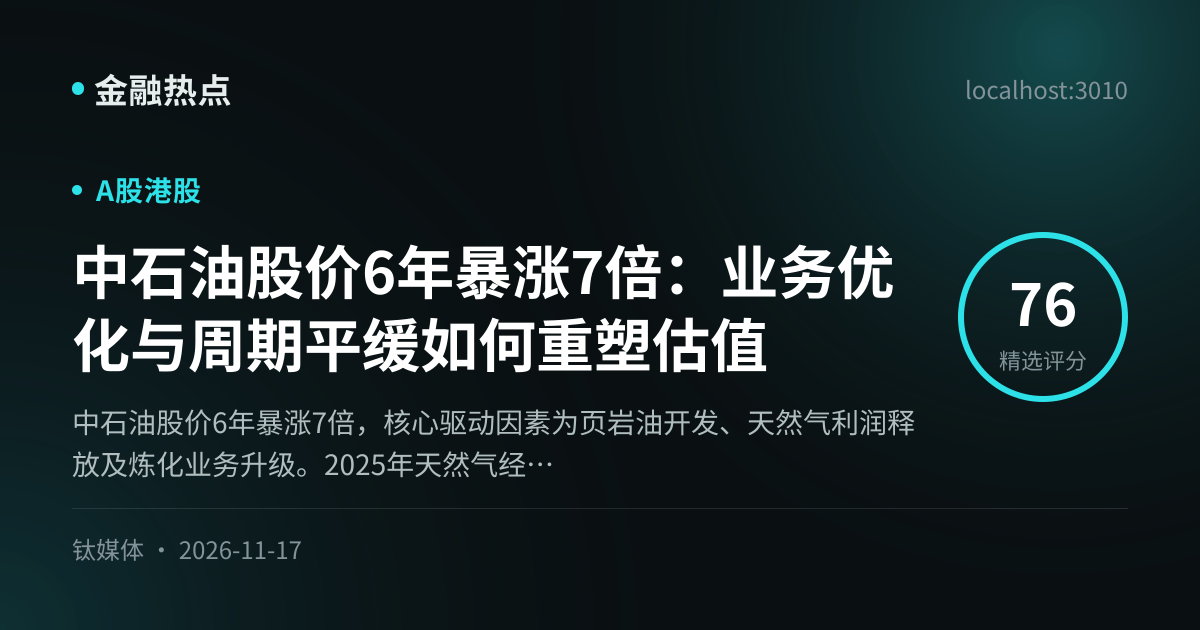 金融热点
localhost:3010
A股港股
中石油股价6年暴涨7倍：业务优
化与周期平缓如何重塑估值
76
精选评分
中石油股价6年暴涨7倍，核心驱动因素为页岩油开发、天然气利润释
放及炼化业务升级。2025年天然气经…
钛媒体 · 2026-11-17